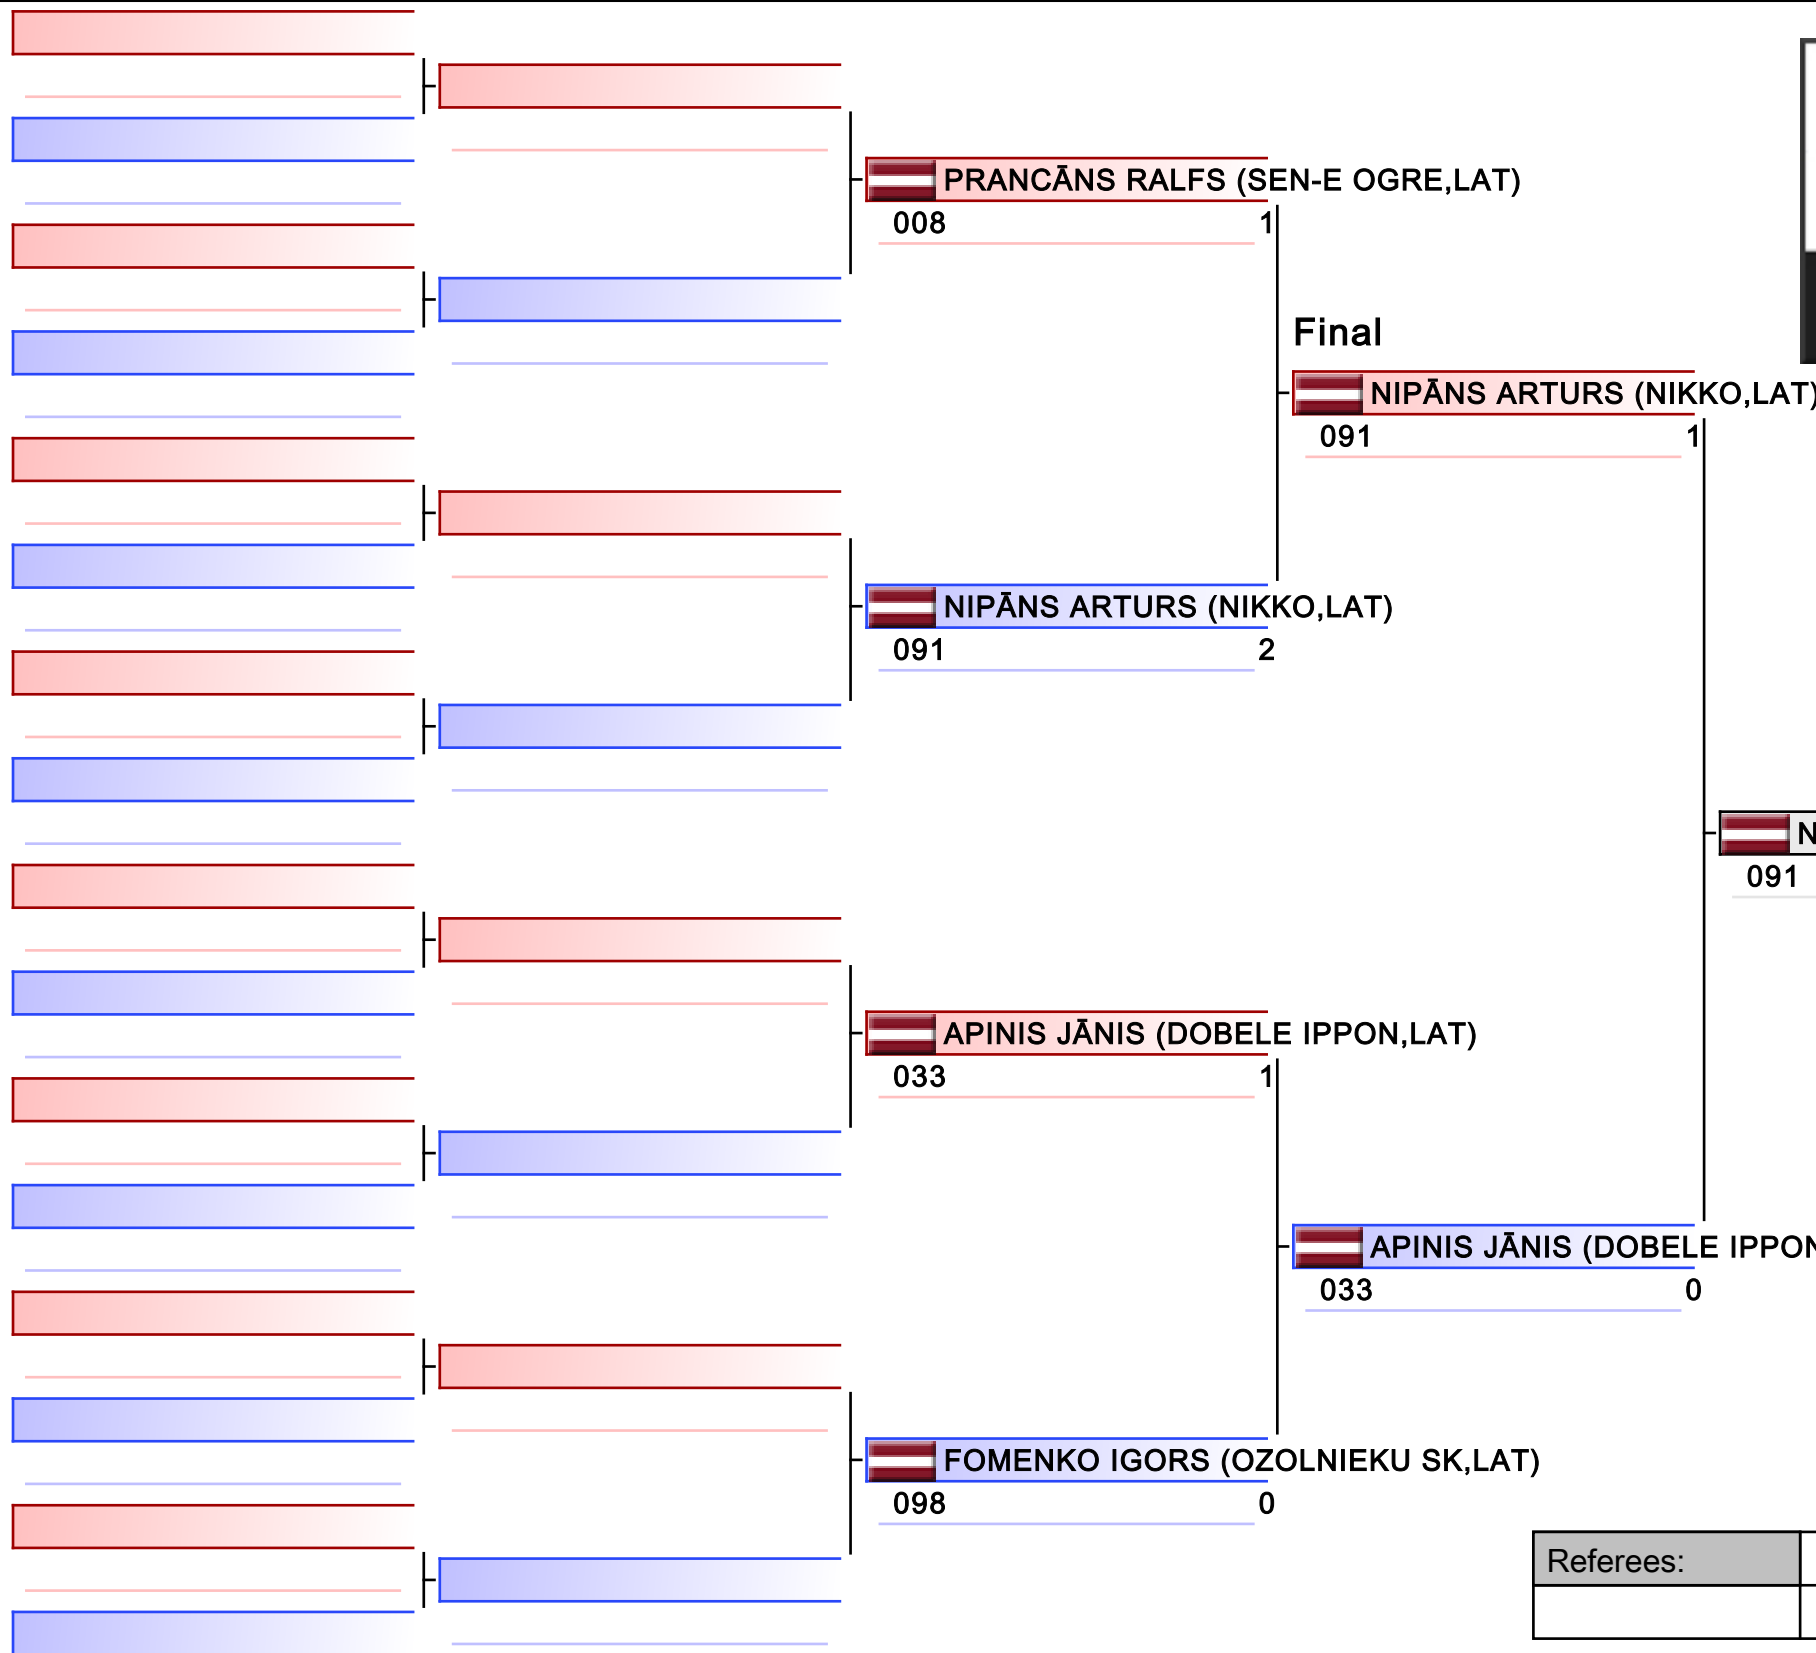 PRANCĀNS RALFS (SEN-E OGRE,LAT)
008 1
Final
NIPĀNS ARTURS (NIKKO,LAT)
091 1
NIPĀNS ARTURS (NIKKO,LAT)
091 2
N
091
APINIS JĀNIS (DOBELE IPPON,LAT)
033 1
APINIS JĀNIS (DOBELE IPPON
033 0
FOMENKO IGORS (OZOLNIEKU SK,LAT)
098 0
Referees: